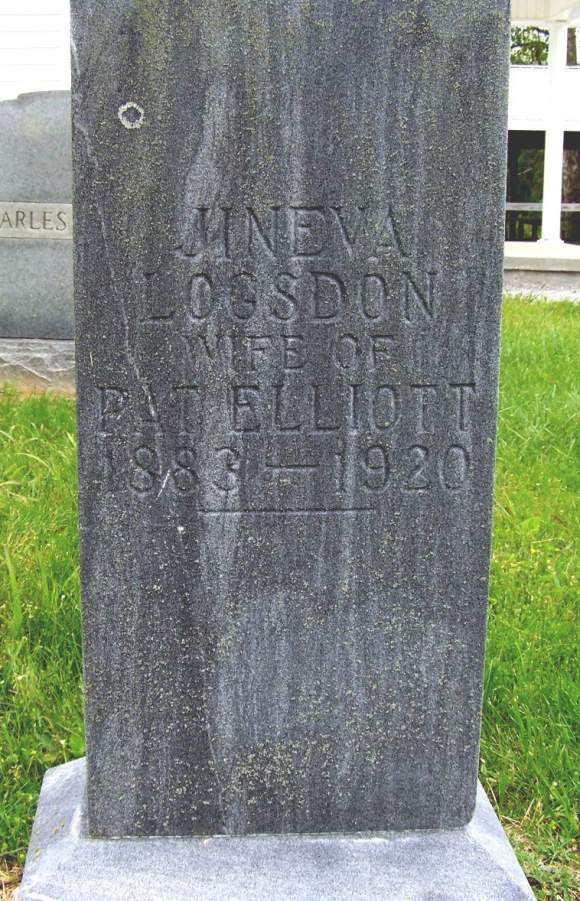 ARLES
JINEVA
LOGSDON
WIFE OF
PAT ELLIOTT
1883 — 1920